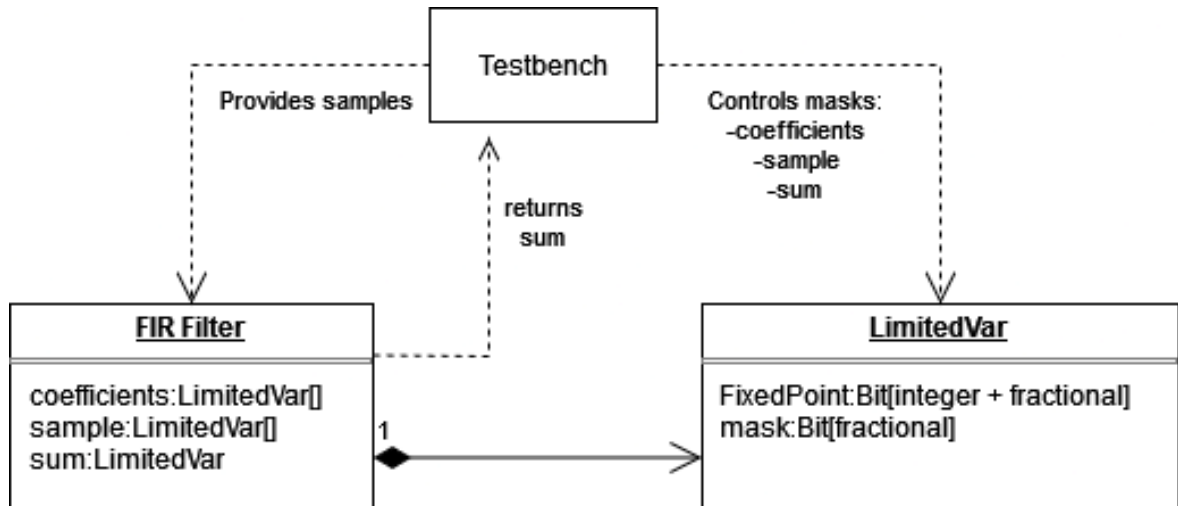 Testbench
Provides samples
Controls masks:
-coefficients
-sample
-sum
returns
sum
FIR Filter
coefficients:LimitedVar[]
sample:LimitedVar[]
sum:LimitedVar
1
LimitedVar
FixedPoint:Bit[integer + fractional]
mask:Bit[fractional]